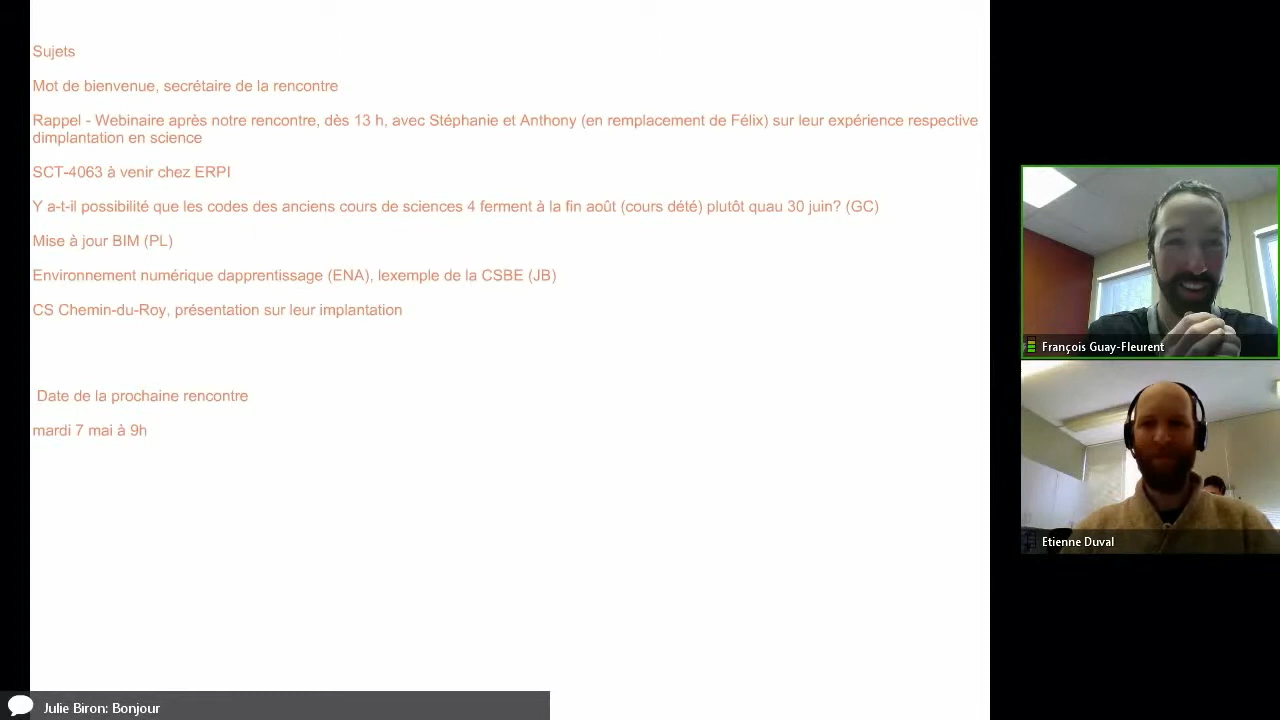 Sujets
Mot de bienvenue, secrétaire de la rencontre
Rappel - Webinaire après notre rencontre, dès 13 h, avec Stéphanie et Anthony (en remplacement de Félix) sur leur expérience respective
dimplantation en science
SCT-4063 à venir chez ERPI
Y a-t-il possibilité que les codes des anciens cours de sciences 4 ferment à la fin août (cours dété) plutôt quau 30 juin? (GC)
Mise à jour BIM (PL)
Environnement numérique dapprentissage (ENA), lexemple de la CSBE (JB)
CS Chemin-du-Roy, présentation sur leur implantation
Date de la prochaine rencontre
mardi 7 mai à 9h
François Guay-Fleurent
Etienne Duval
Julie Biron: Bonjour